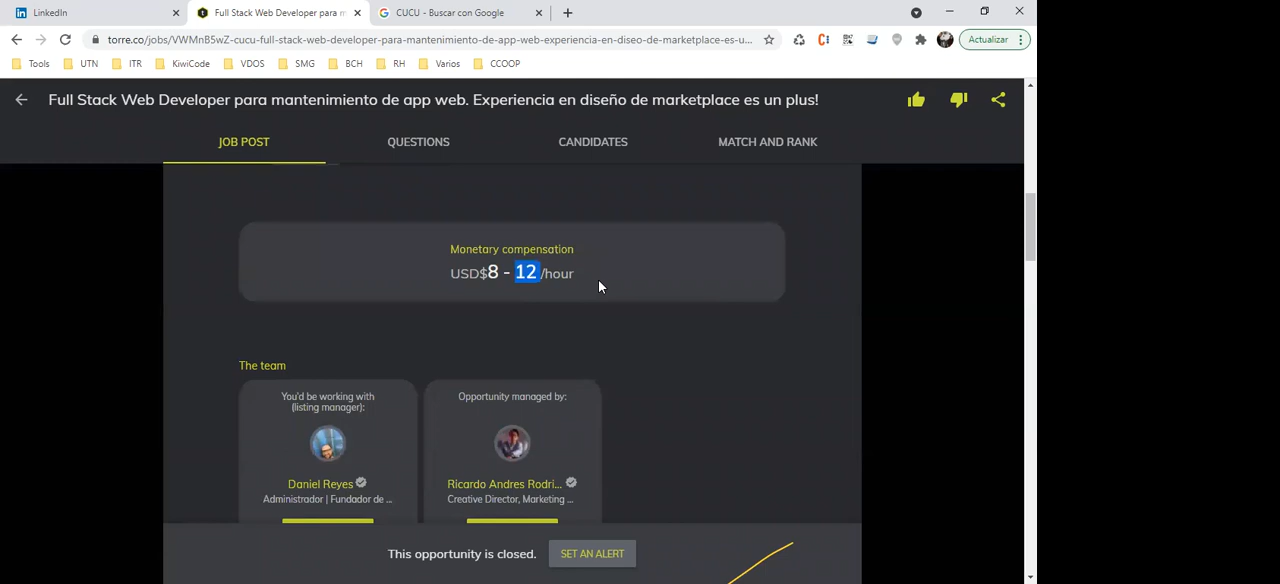 LinkedIn
Full Stack Web Developer para m
CUCU - Buscar con Google
torre.co/jobs/VWMnB5wZ-cucu-full-stack-web-developer-para-mantenimiento-de-app-web-experiencia-en-diseo-de-marketplace-es-u...
Actualizar
Tools UTN ITR KiwiCode VDOS SMG BCH RH Varios CCOOP
Full Stack Web Developer para mantenimiento de app web. Experiencia en diseño de marketplace es un plus!
JOB POST QUESTIONS CANDIDATES MATCH AND RANK
Monetary compensation
USD$8 - 12/hour
The team
You'd be working with
(listing manager):
Daniel Reyes
Administrador | Fundador de ...
Opportunity managed by:
Ricardo Andres Rodri...
Creative Director, Marketing ...
This opportunity is closed. SET AN ALERT